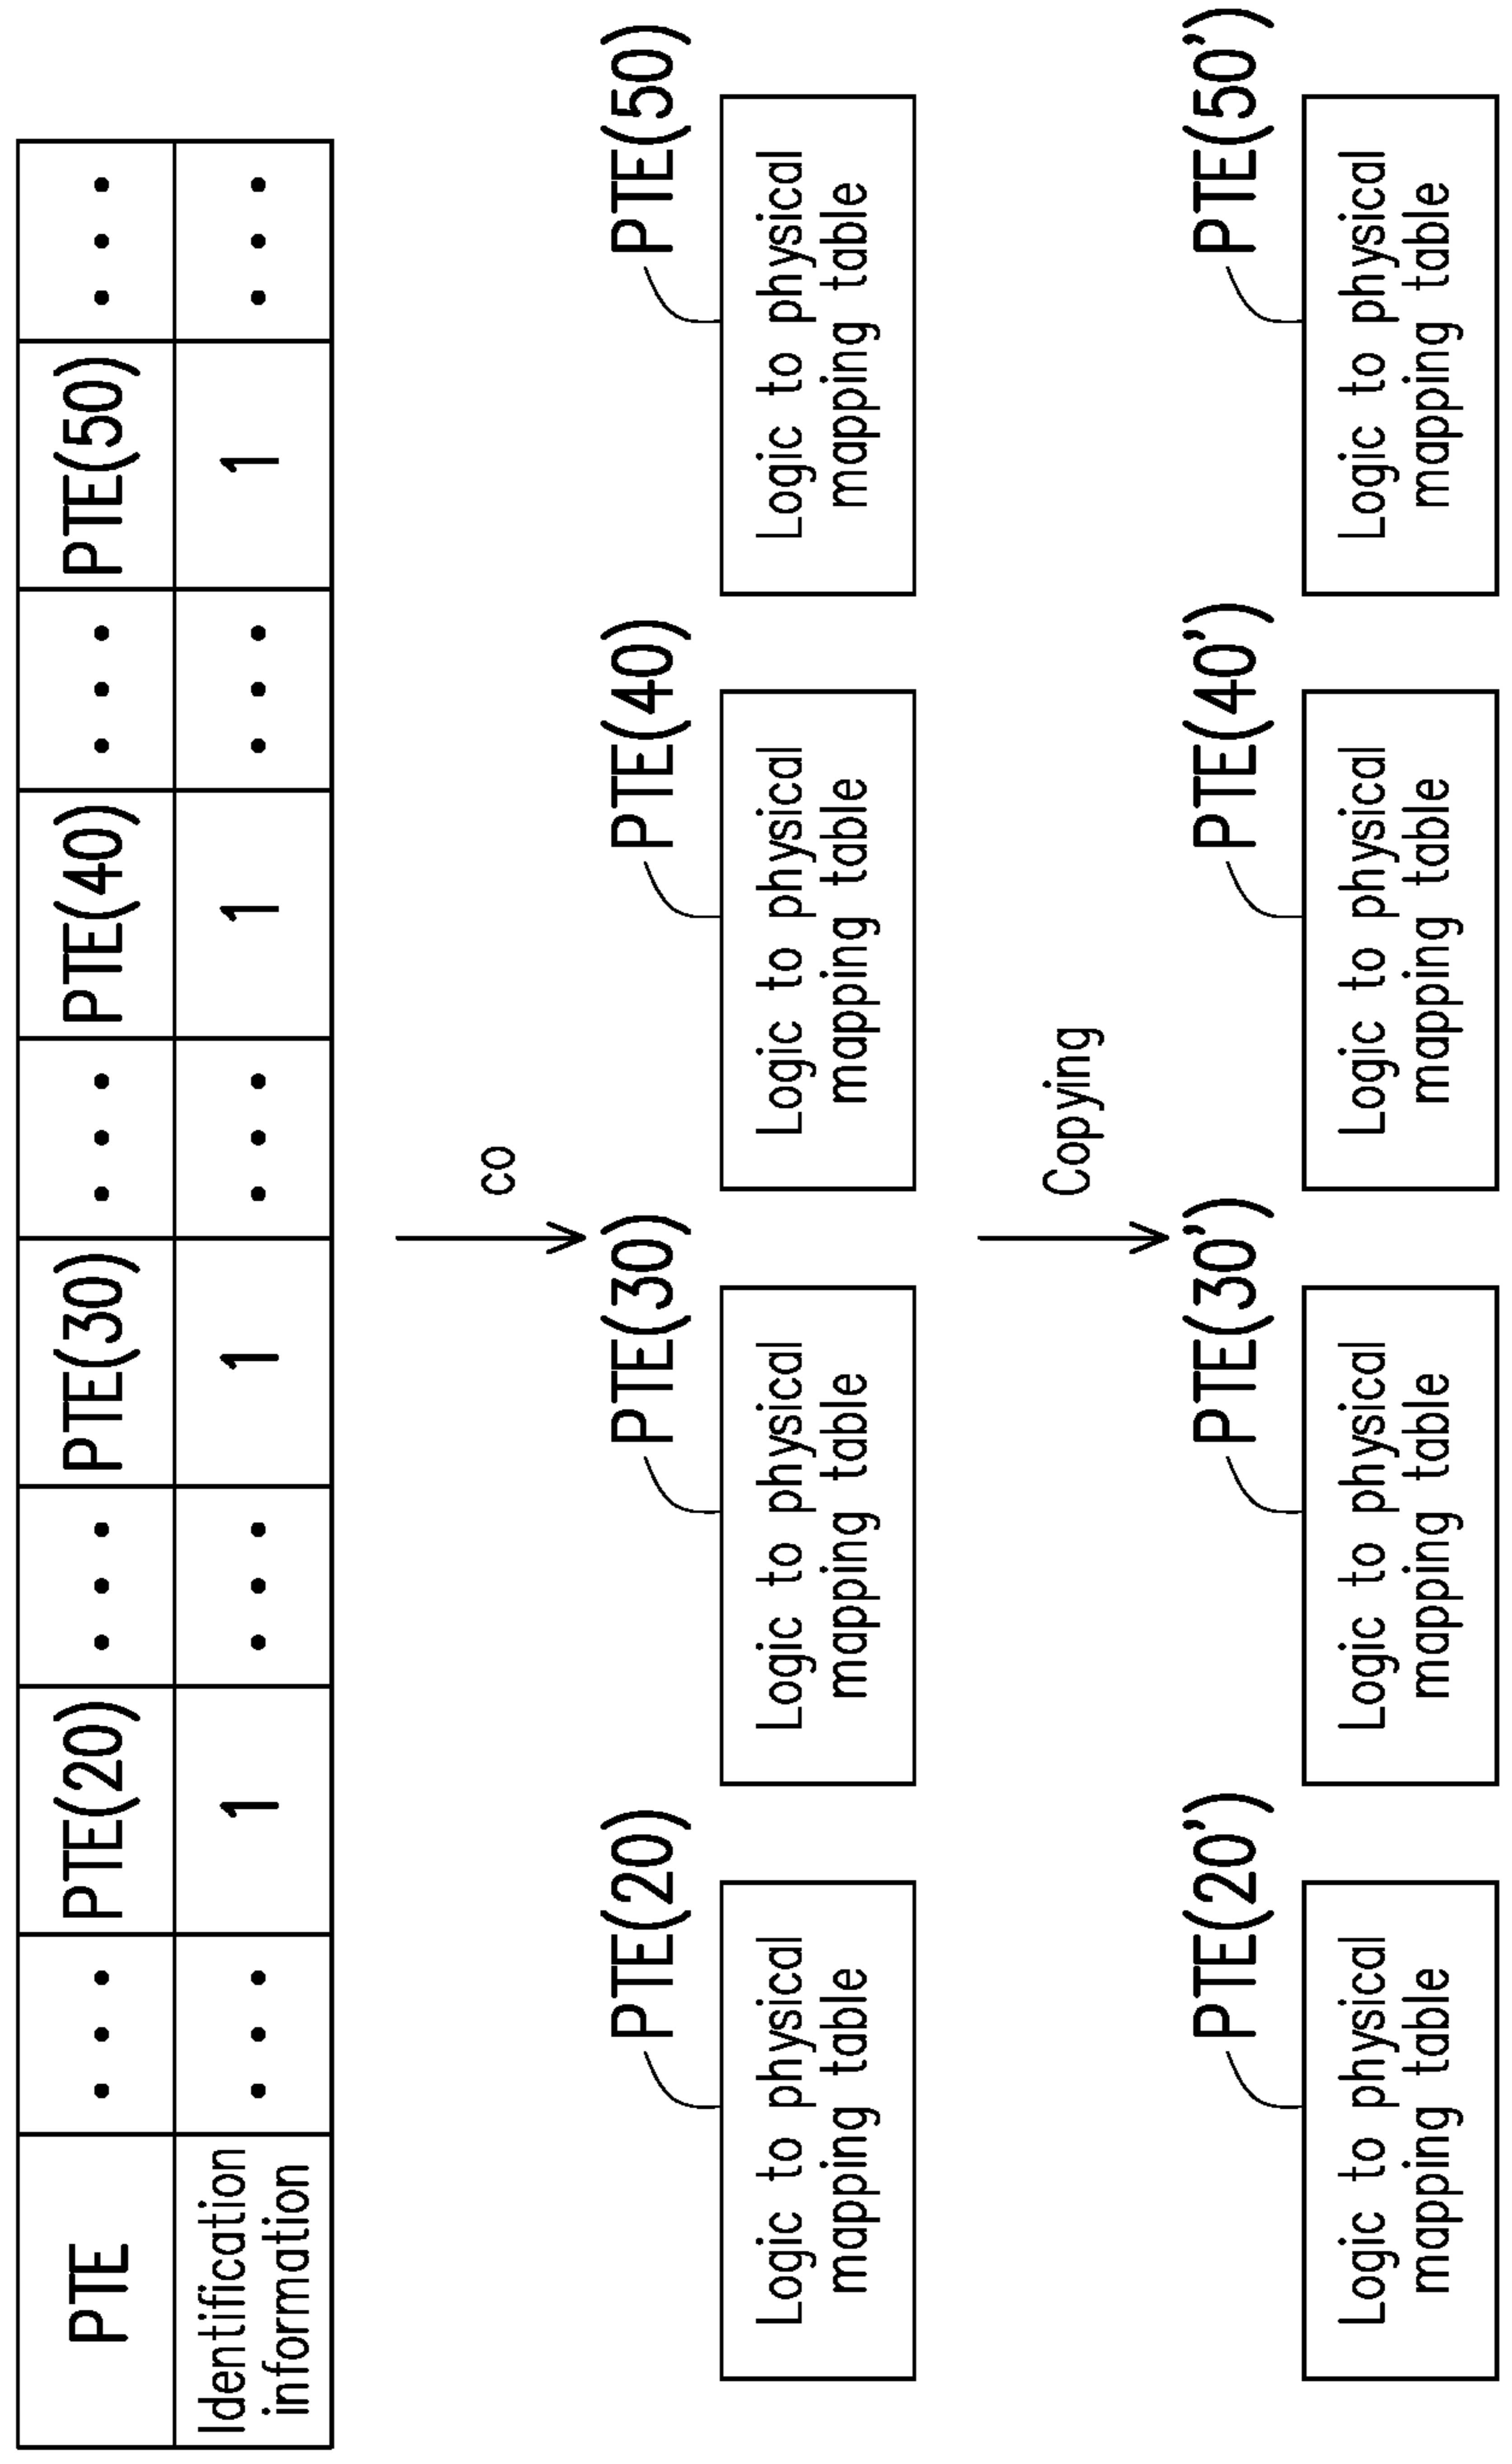 PTE ••• PTE(20) ••• PTE(30) ••• PTE(40) ••• PTE(50) •••
Identification
information
••• 1 ••• 1 ••• 1 ••• 1 •••
co
PTE(20) PTE(30) PTE(40) PTE(50)
Logic to physical
mapping table
Logic to physical
mapping table
Logic to physical
mapping table
Logic to physical
mapping table
Copying
PTE(20') PTE(30') PTE(40') PTE(50')
Logic to physical
mapping table
Logic to physical
mapping table
Logic to physical
mapping table
Logic to physical
mapping table